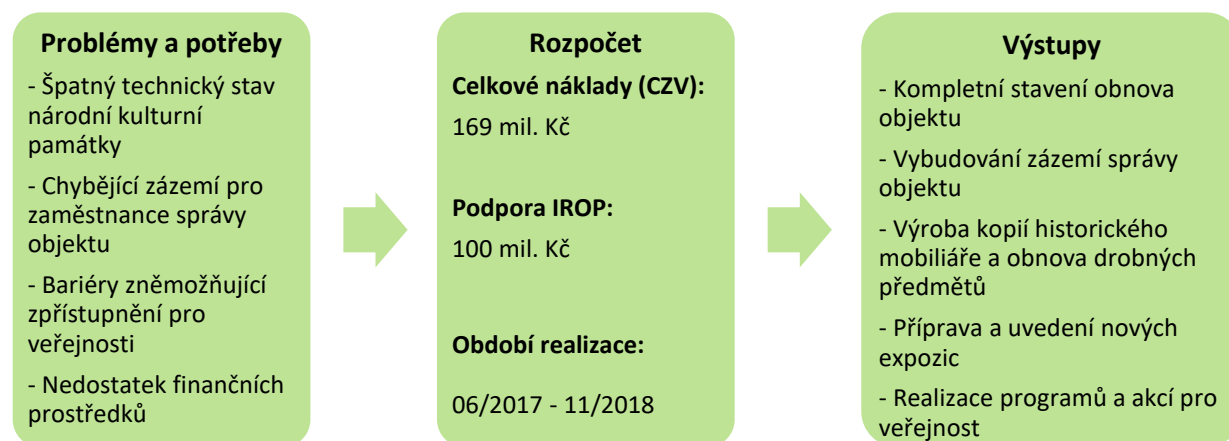 Problémy a potřeby
- Špatný technický stav
národní kulturní
památky
- Chybějící zázemí pro
zaměstnance správy
objektu
- Bariéry zněmožňující
zpřístupnění pro
veřejnosti
- Nedostatek finančních
prostředků
Rozpočet
Celkové náklady (CZV):
169 mil. Kč
Podpora IROP:
100 mil. Kč
Období realizace:
06/2017 - 11/2018
Výstupy
- Kompletní stavení obnova
objektu
- Vybudování zázemí správy
objektu
- Výroba kopií historického
mobiliáře a obnova drobných
předmětů
- Příprava a uvedení nových
expozic
- Realizace programů a akcí pro
veřejnost